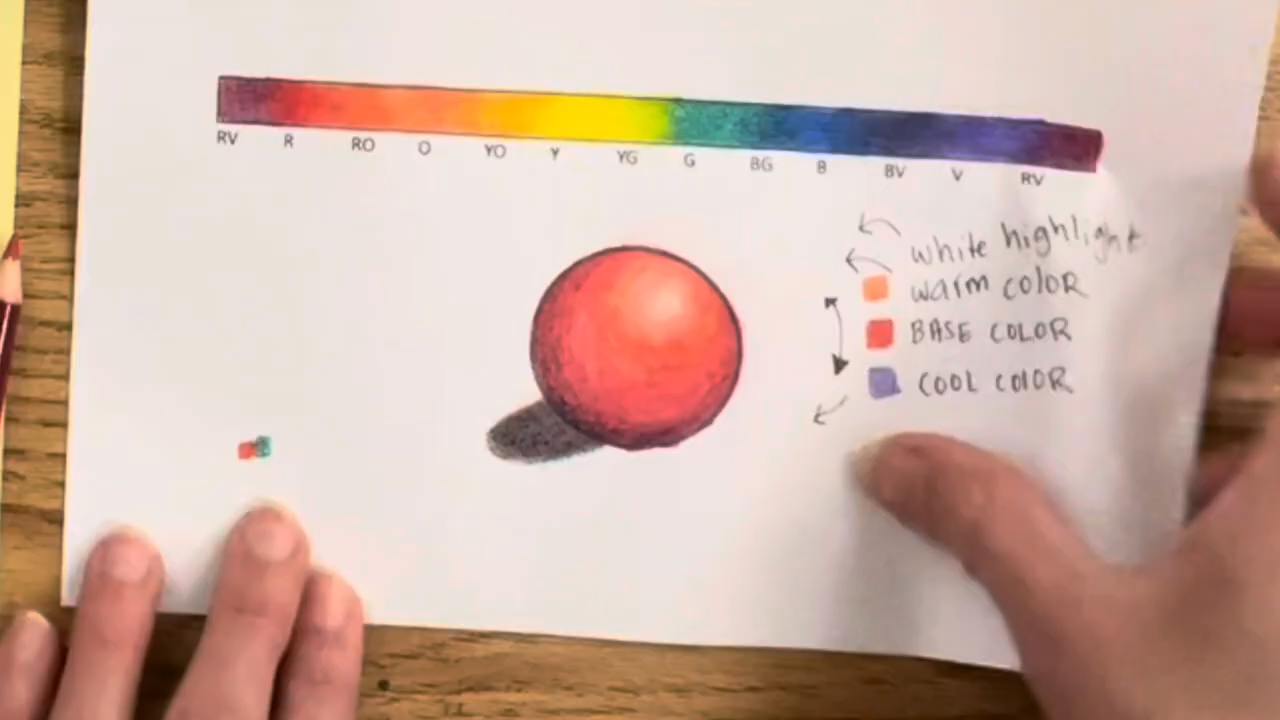 RV R RO O YO Y YG G BG B BV V RV
white highlight
warm coloR
BASE COLOR
COOL COlOR